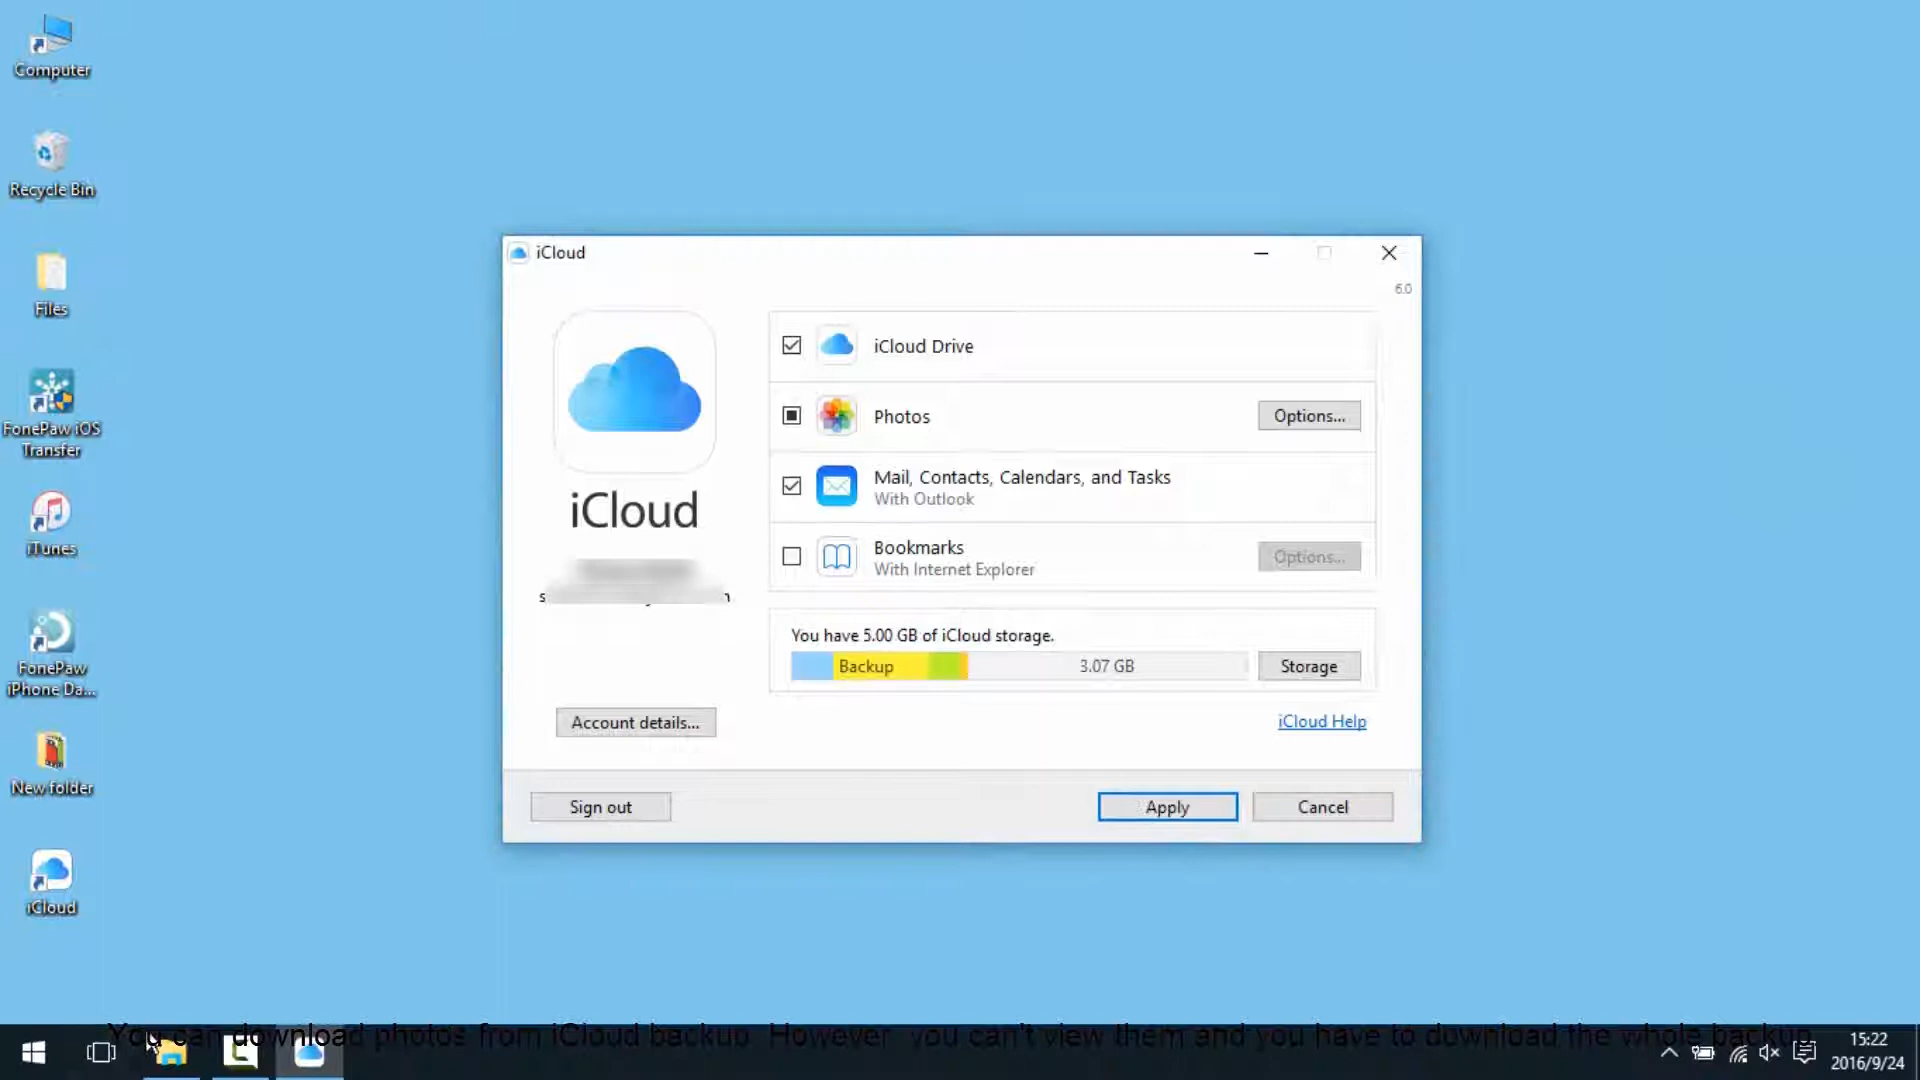 Computer
Recycle Bin
Files
FonePaw iOS
Transfer
iTunes
FonePaw
iPhone Da...
New folder
iCloud
iCloud
6.0
iCloud
Account details...
iCloud Drive
Photos
Options...
Mail, Contacts, Calendars, and Tasks
With Outlook
Bookmarks
With Internet Explorer
Options...
You have 5.00 GB of iCloud storage.
Backup
3.07 GB
Storage
iCloud Help
Sign out
Apply
Cancel
You can download photos from iCloud backup. However, you can't view them and you have to download the whole backup.
15:22
2016/9/24